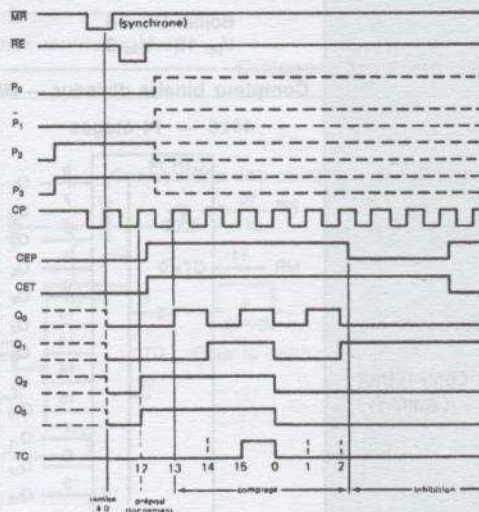 MR (synchrone)
RE
P0
P1
P2
P3
CP
CEP
CET
Q0
Q1
Q2
Q3
TC
12 13 14 15 0 1 2
remise à 0
comptage
inhibition